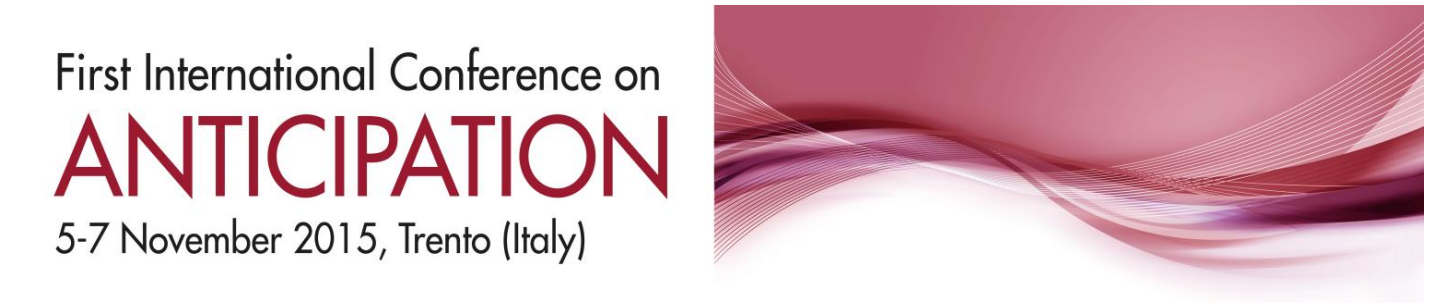 First International Conference on
ANTICIPATION
5-7 November 2015, Trento (Italy)